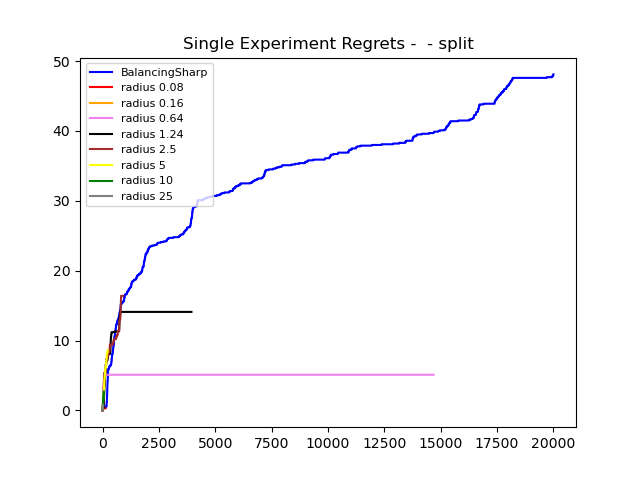 Single Experiment Regrets -  - split
50
40
30
20
10
0
BalancingSharp
radius 0.08
radius 0.16
radius 0.64
radius 1.24
radius 2.5
radius 5
radius 10
radius 25
0 2500 5000 7500 10000 12500 15000 17500 20000